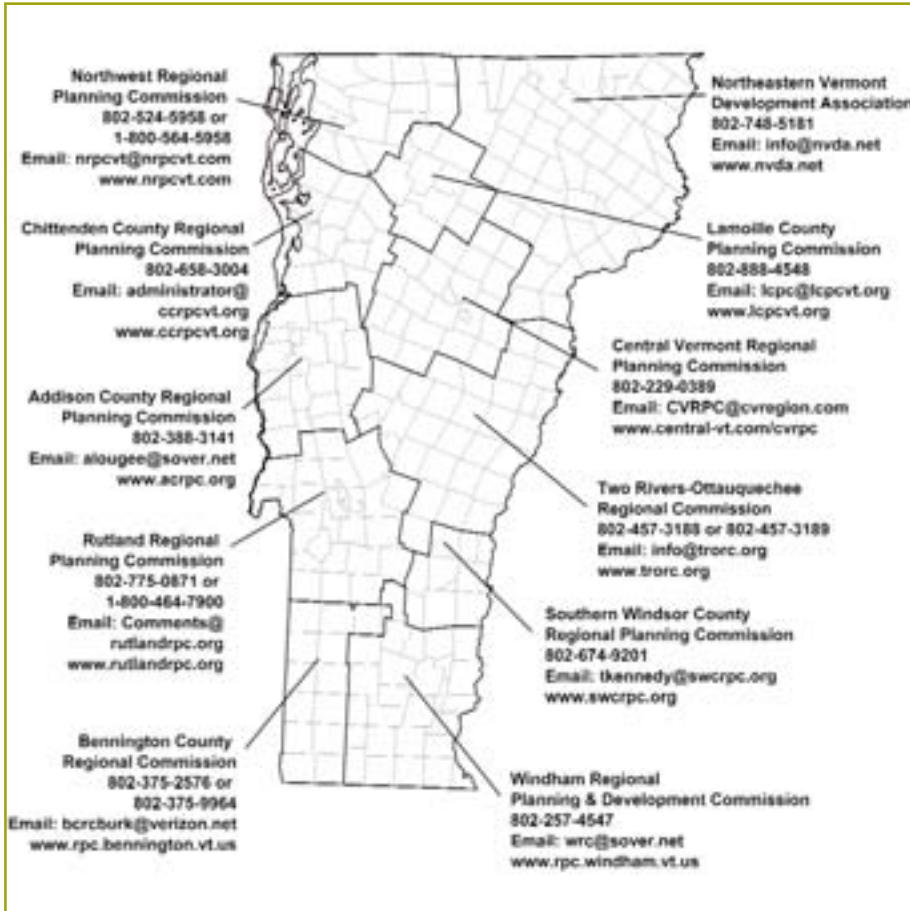 Northwest Regional
Planning Commission
802-524-5958 or
1-800-564-5958
Email: nrpcvt@nrpcvt.com
www.nrpcvt.com
Chittenden County Regional
Planning Commission
802-658-3004
Email: administrator@
ccrpcvt.org
www.ccrpcvt.org
Addison County Regional
Planning Commission
802-388-3141
Email: alougee@sover.net
www.acrpc.org
Rutland Regional
Planning Commission
802-775-0871 or
1-800-464-7900
Email: Comments@
rutlandrpc.org
www.rutlandrpc.org
Bennington County
Regional Commission
802-375-2576 or
802-375-9964
Email: bcrcburk@verizon.net
www.rpc.bennington.vt.us
Northeastern Vermont
Development Association
802-748-5181
Email: info@nvda.net
www.nvda.net
Lamoille County
Planning Commission
802-888-4548
Email: lcpc@lcpcvt.org
www.lcpcvt.org
Central Vermont Regional
Planning Commission
802-229-0389
Email: CVRPC@cvregion.com
www.central-vt.com/cvrpc
Two Rivers-Ottauquechee
Regional Commission
802-457-3188 or 802-457-3189
Email: info@trorc.org
www.trorc.org
Southern Windsor County
Regional Planning Commission
802-674-9201
Email: tkennedy@swcrpc.org
www.swcrpc.org
Windham Regional
Planning & Development Commission
802-257-4547
Email: wrc@sover.net
www.rpc.windham.vt.us